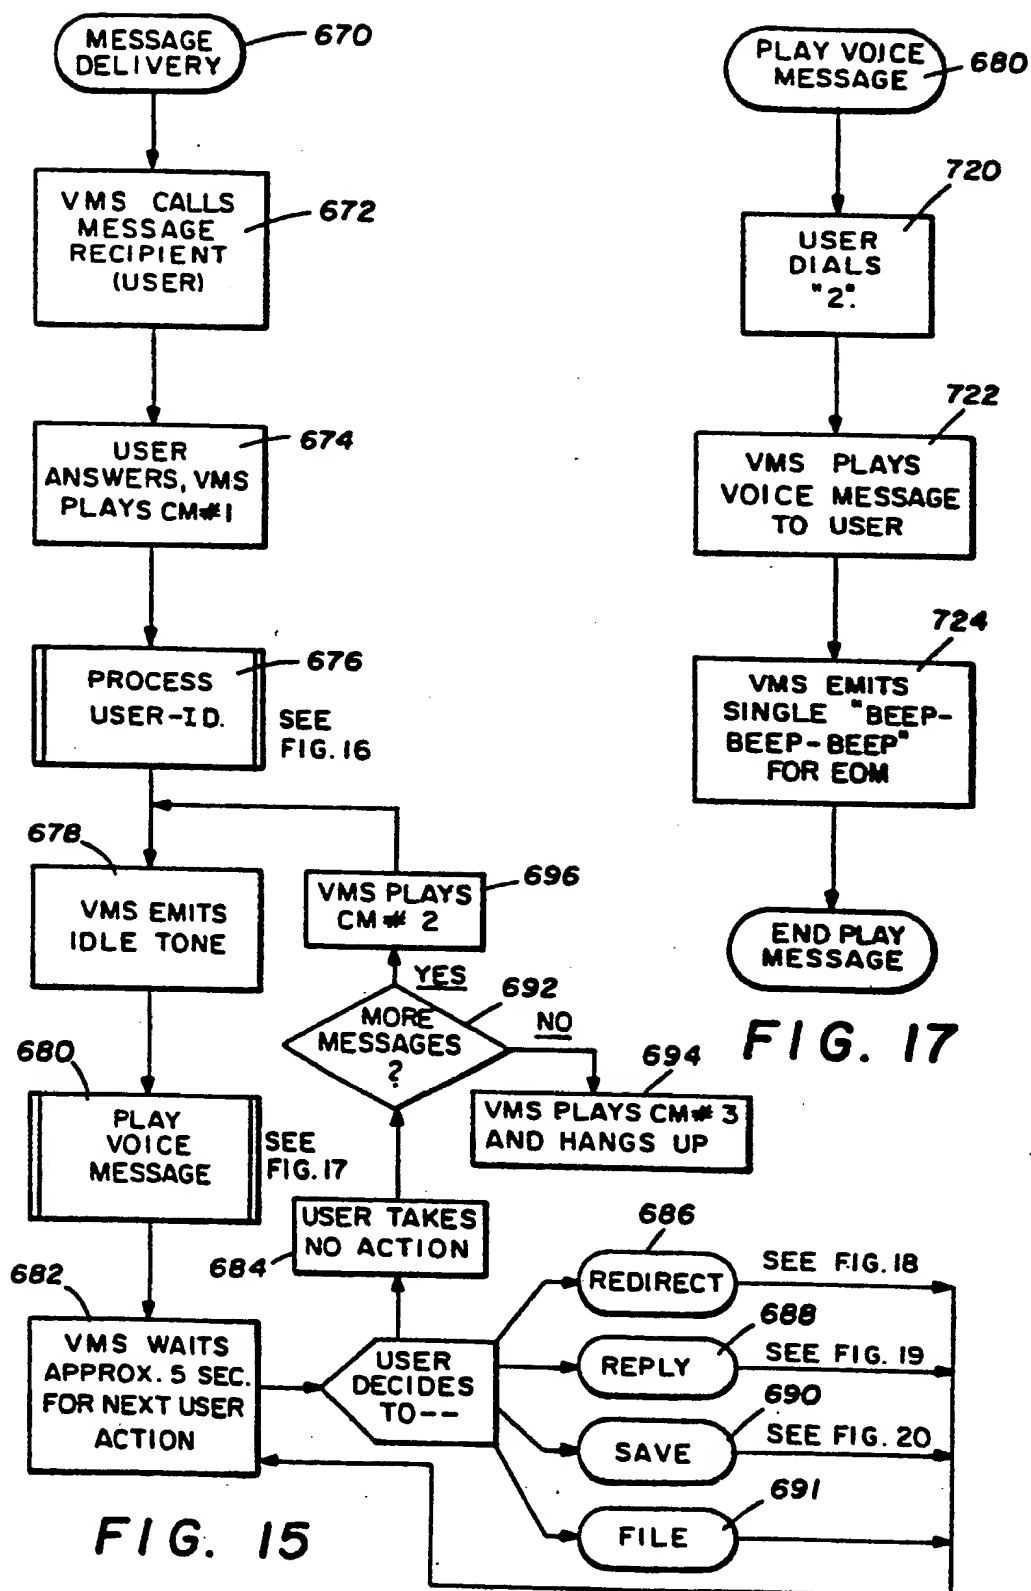 MESSAGE
DELIVERY
670
VMS CALLS
MESSAGE
RECIPIENT
(USER)
672
USER
ANSWERS, VMS
PLAYS CM#1
674
PROCESS
USER-ID.
676
SEE
FIG. 16
678
VMS EMITS
IDLE TONE
680
PLAY
VOICE
MESSAGE
SEE
FIG. 17
682
VMS WAITS
APPROX. 5 SEC.
FOR NEXT USER
ACTION
USER
DECIDES
TO--
684
USER TAKES
NO ACTION
MORE
MESSAGES
?
692
YES
NO
VMS PLAYS
CM# 2
696
694
VMS PLAYS CM# 3
AND HANGS UP
686
REDIRECT
SEE FIG. 18
688
REPLY
SEE FIG. 19
690
SAVE
SEE FIG. 20
691
FILE
FIG. 15
PLAY VOICE
MESSAGE
680
720
USER
DIALS
"2".
722
VMS PLAYS
VOICE MESSAGE
TO USER
724
VMS EMITS
SINGLE "BEEP-
BEEP-BEEP"
FOR EOM
END PLAY
MESSAGE
FIG. 17